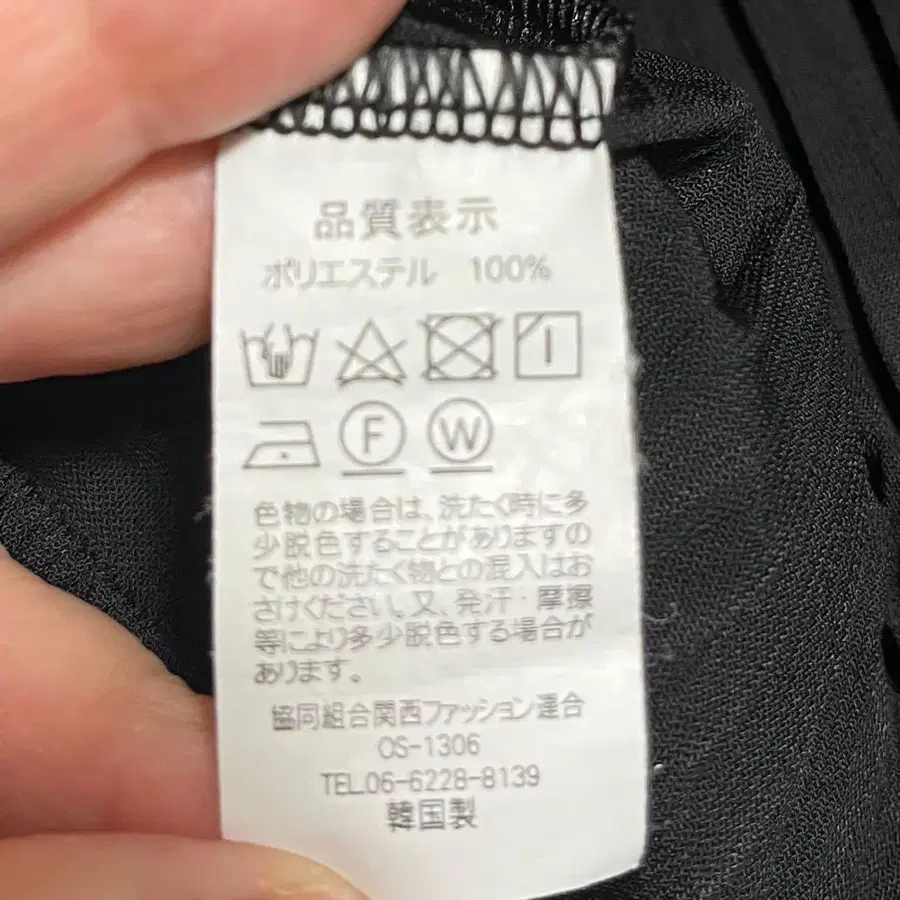 品質表示
ポリエステル 100%
F W
色物の場合は、洗たく時に多
少脱色することがありますの
で他の洗たく物との混入はお
さけください。又、発汗・摩擦
等により多少脱色する場合が
あります。
協同組合関西ファッション連合
OS-1306
TEL.06-6228-8139
韓国製